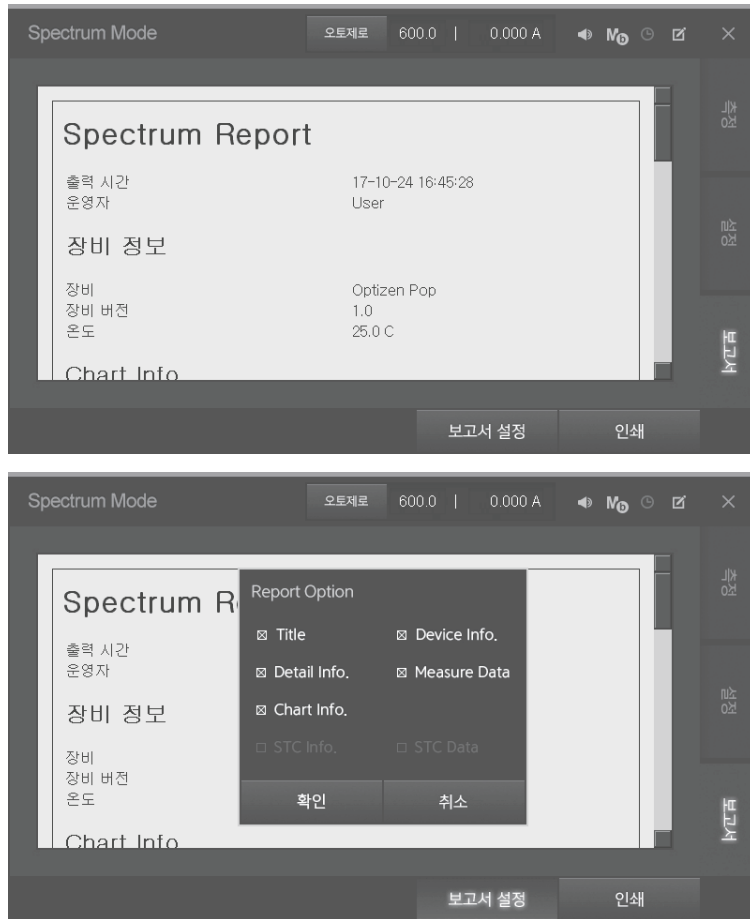 Spectrum Mode 오토제로 600.0 | 0.000 A
측정
설정
보고서
Spectrum Report
출력 시간 17-10-24 16:45:28
운영자 User
장비 정보
장비 Optizen Pop
장비 버전 1.0
온도 25.0 C
Chart Info
보고서 설정 인쇄
Spectrum Mode 오토제로 600.0 | 0.000 A
측정
설정
보고서
Spectrum R
출력 시간
운영자
장비 정보
장비
장비 버전
온도
Chart Info
Report Option
Title Device Info.
Detail Info. Measure Data
Chart Info.
STC Info. STC Data
확인 취소
보고서 설정 인쇄